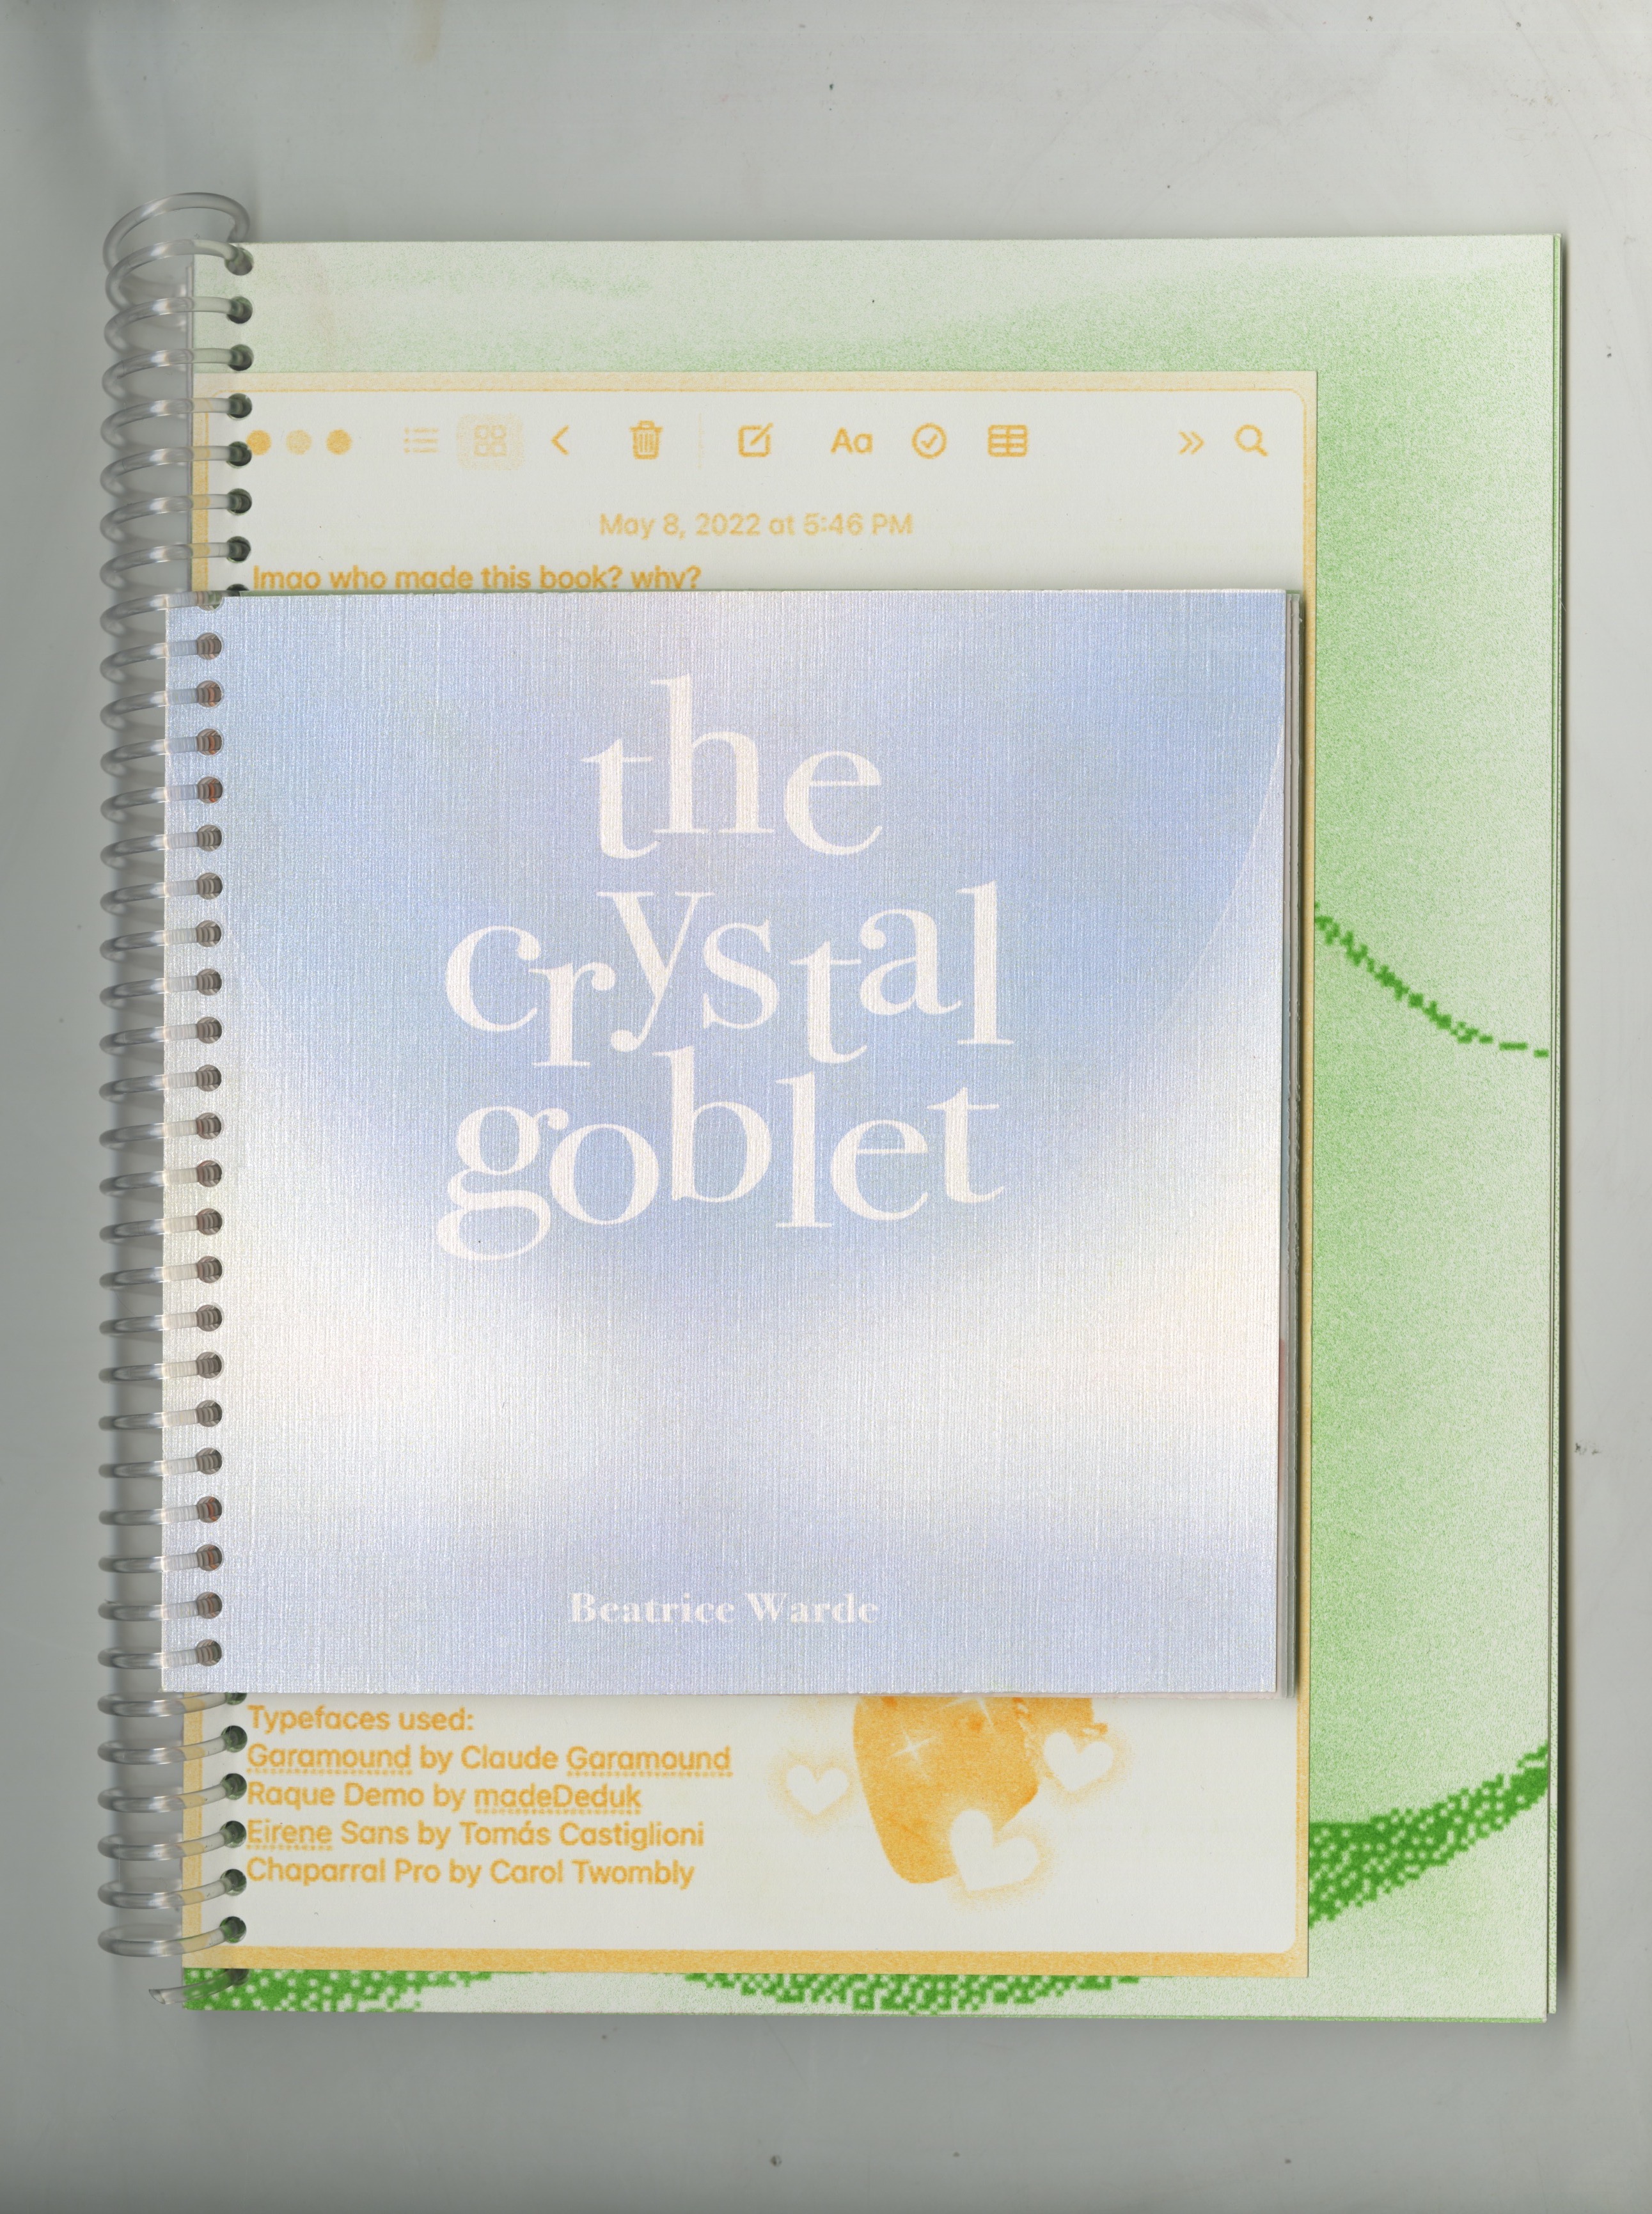 Aa
May 8, 2022 at 5:46 PM
lmao who made this book? why?
the
crystal
goblet
Beatrice Warde
Typefaces used:
Garamound by Claude Garamound
Raque Demo by madeDeduk
Eirene Sans by Tomás Castiglioni
Chaparral Pro by Carol Twombly